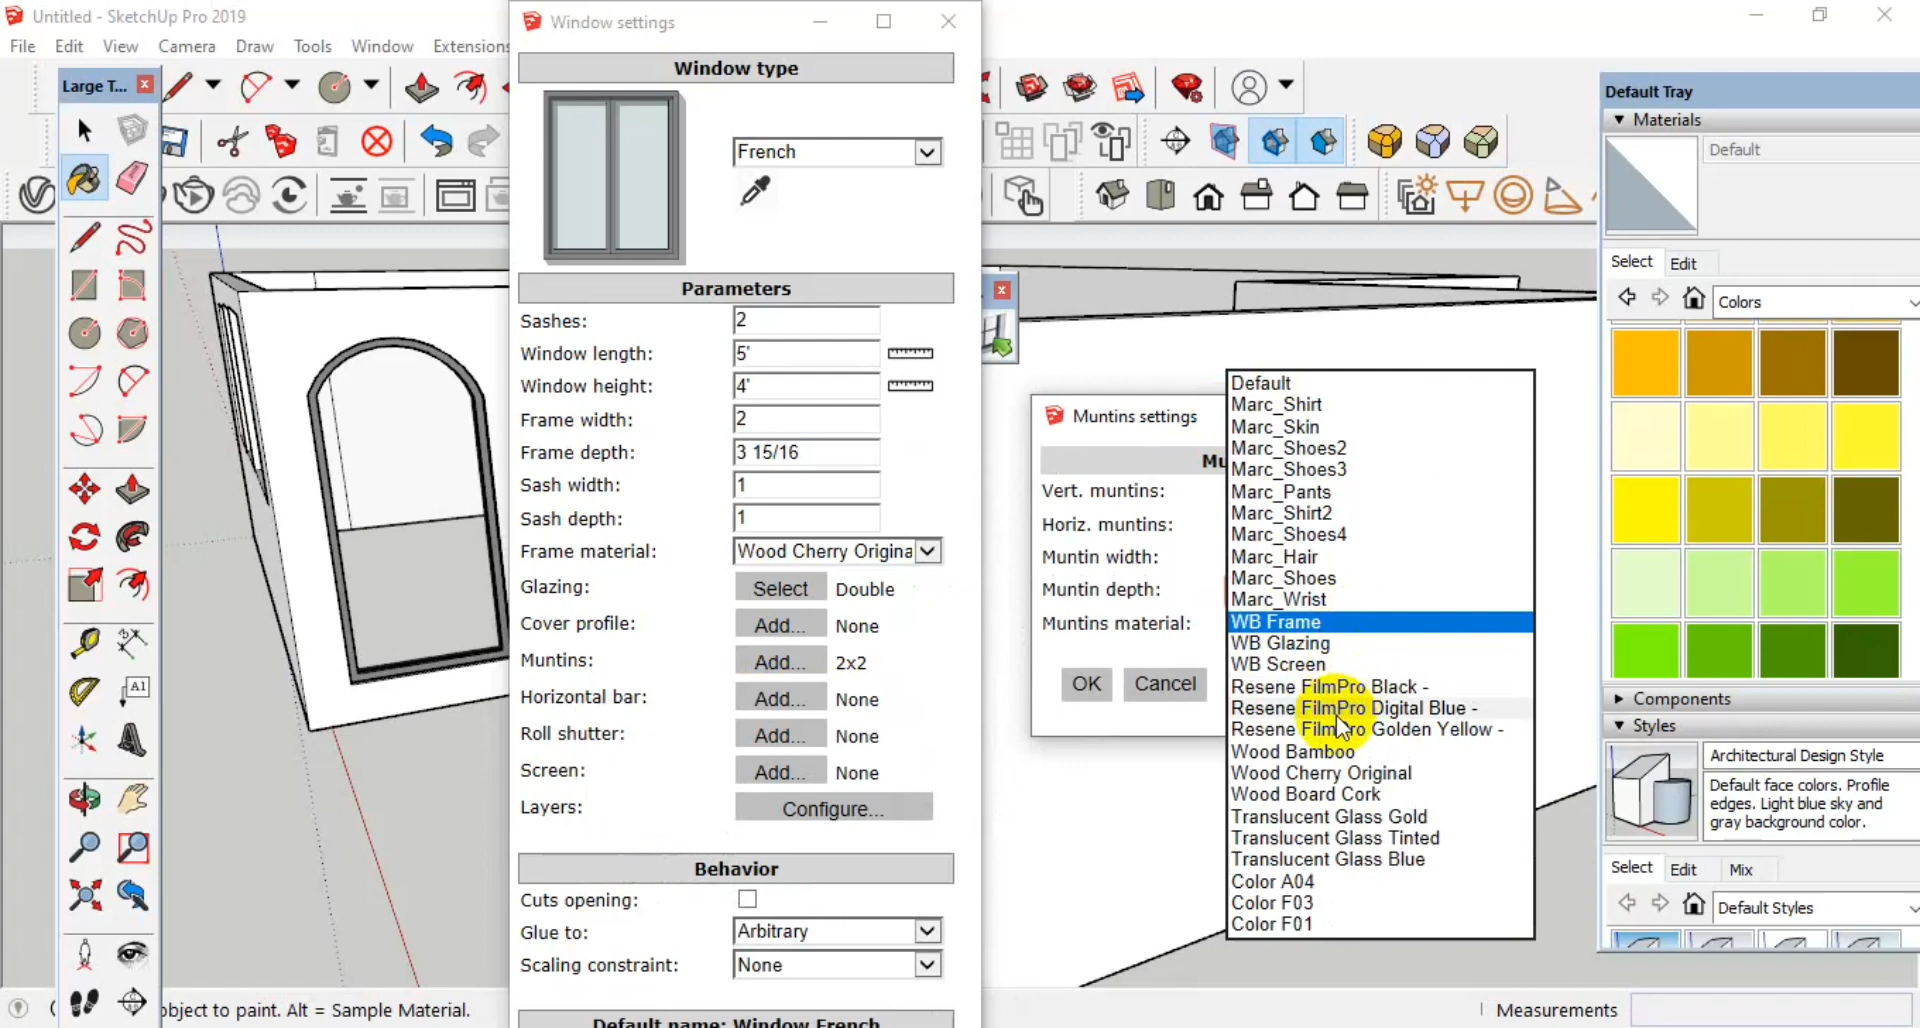 Untitled - SketchUp Pro 2019
File Edit View Camera Draw Tools Window Extensions
Large T...
A1
object to paint. Alt = Sample Material.
Window settings
Window type
French
Parameters
Sashes: 2
Window length: 5'
Window height: 4'
Frame width: 2
Frame depth: 3 15/16
Sash width: 1
Sash depth: 1
Frame material: Wood Cherry Origina
Glazing: Select Double
Cover profile: Add... None
Muntins: Add... 2x2
Horizontal bar: Add... None
Roll shutter: Add... None
Screen: Add... None
Layers: Configure...
Behavior
Cuts opening:
Glue to: Arbitrary
Scaling constraint: None
Default name: Window French
Muntins settings
Mu
Vert. muntins:
Horiz. muntins:
Muntin width:
Muntin depth:
Muntins material:
OK Cancel
Default
Marc_Shirt
Marc_Skin
Marc_Shoes2
Marc_Shoes3
Marc_Pants
Marc_Shirt2
Marc_Shoes4
Marc_Hair
Marc_Shoes
Marc_Wrist
WB Frame
WB Glazing
WB Screen
Resene FilmPro Black -
Resene FilmPro Digital Blue -
Resene FilmPro Golden Yellow -
Wood Bamboo
Wood Cherry Original
Wood Board Cork
Translucent Glass Gold
Translucent Glass Tinted
Translucent Glass Blue
Color A04
Color F03
Color F01
Default Tray
Materials
Default
Select Edit
Colors
Components
Styles
Architectural Design Style
Default face colors. Profile
edges. Light blue sky and
gray background color.
Select Edit Mix
Default Styles
Measurements